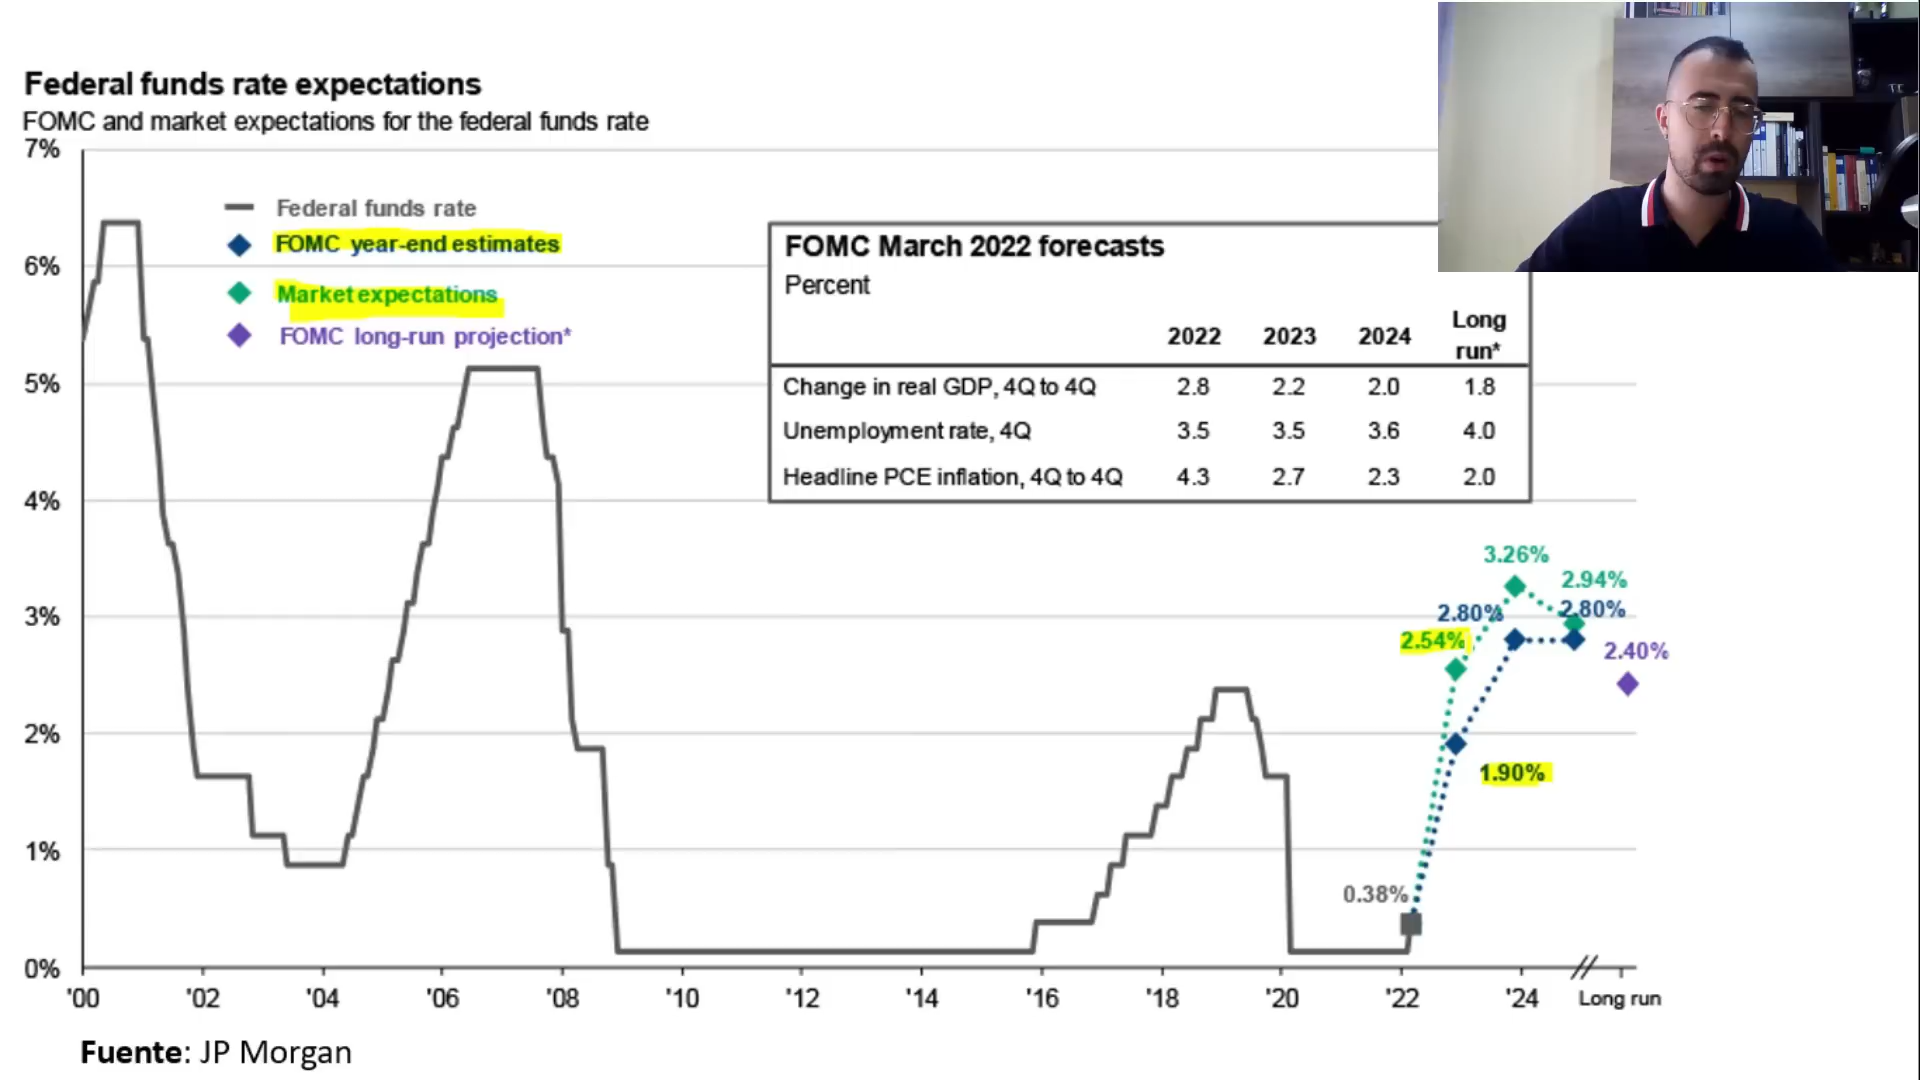 Federal funds rate expectations
FOMC and market expectations for the federal funds rate
7%
6%
5%
4%
3%
2%
1%
0%
Federal funds rate
FOMC year-end estimates
Market expectations
FOMC long-run projection*
FOMC March 2022 forecasts
Percent
2022 2023 2024 Long run*
Change in real GDP, 4Q to 4Q 2.8 2.2 2.0 1.8
Unemployment rate, 4Q 3.5 3.5 3.6 4.0
Headline PCE inflation, 4Q to 4Q 4.3 2.7 2.3 2.0
3.26%
2.94%
2.80% 2.80%
2.54%
2.40%
1.90%
0.38%
'00 '02 '04 '06 '08 '10 '12 '14 '16 '18 '20 '22 '24 Long run
Fuente: JP Morgan